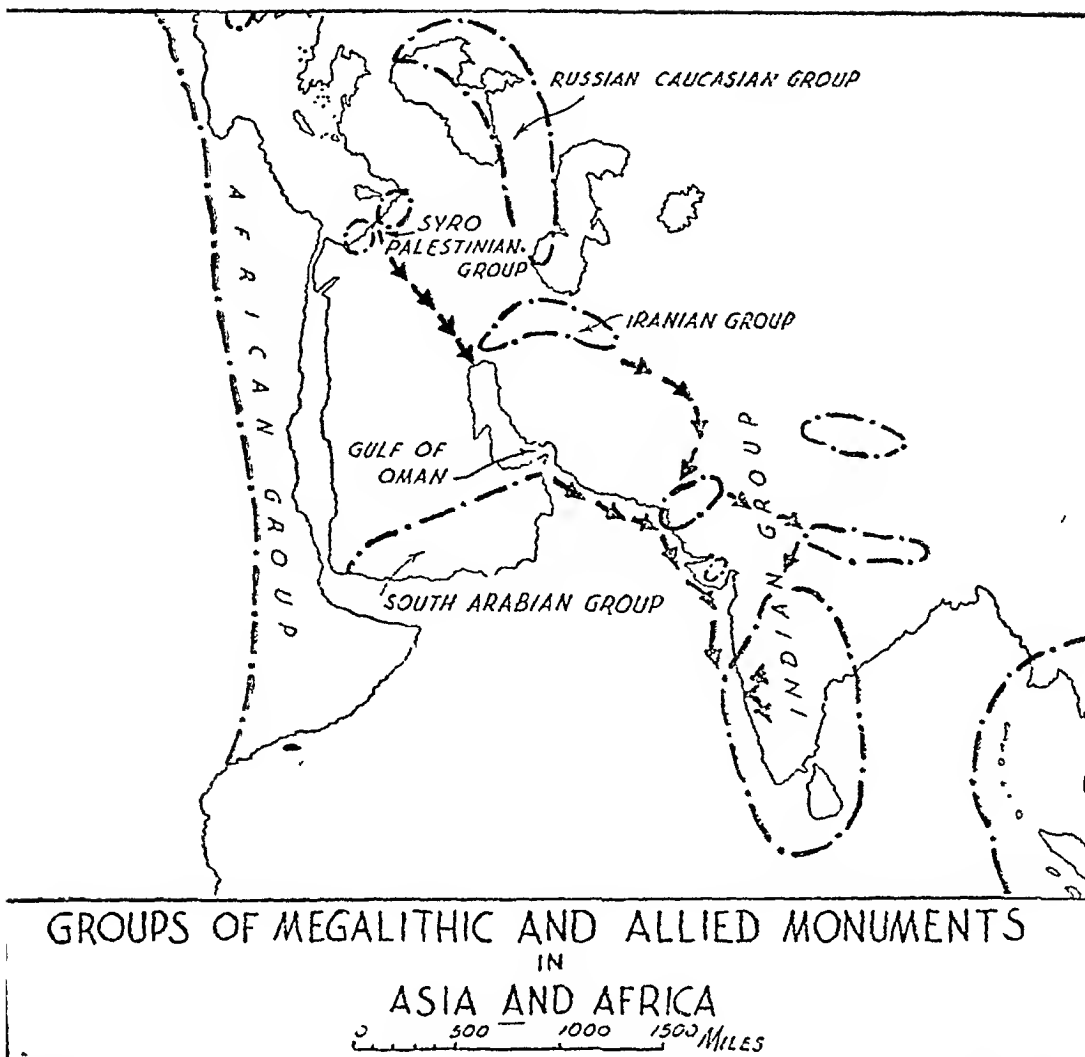 RUSSIAN CAUCASIAN GROUP
AFRICAN GROUP
SYRO
PALESTINIAN
GROUP
IRANIAN GROUP
GULF OF
OMAN
INDIAN GROUP
SOUTH ARABIAN GROUP
GROUPS OF MEGALITHIC AND ALLIED MONUMENTS
IN
ASIA AND AFRICA
0 500 1000 1500 MILES